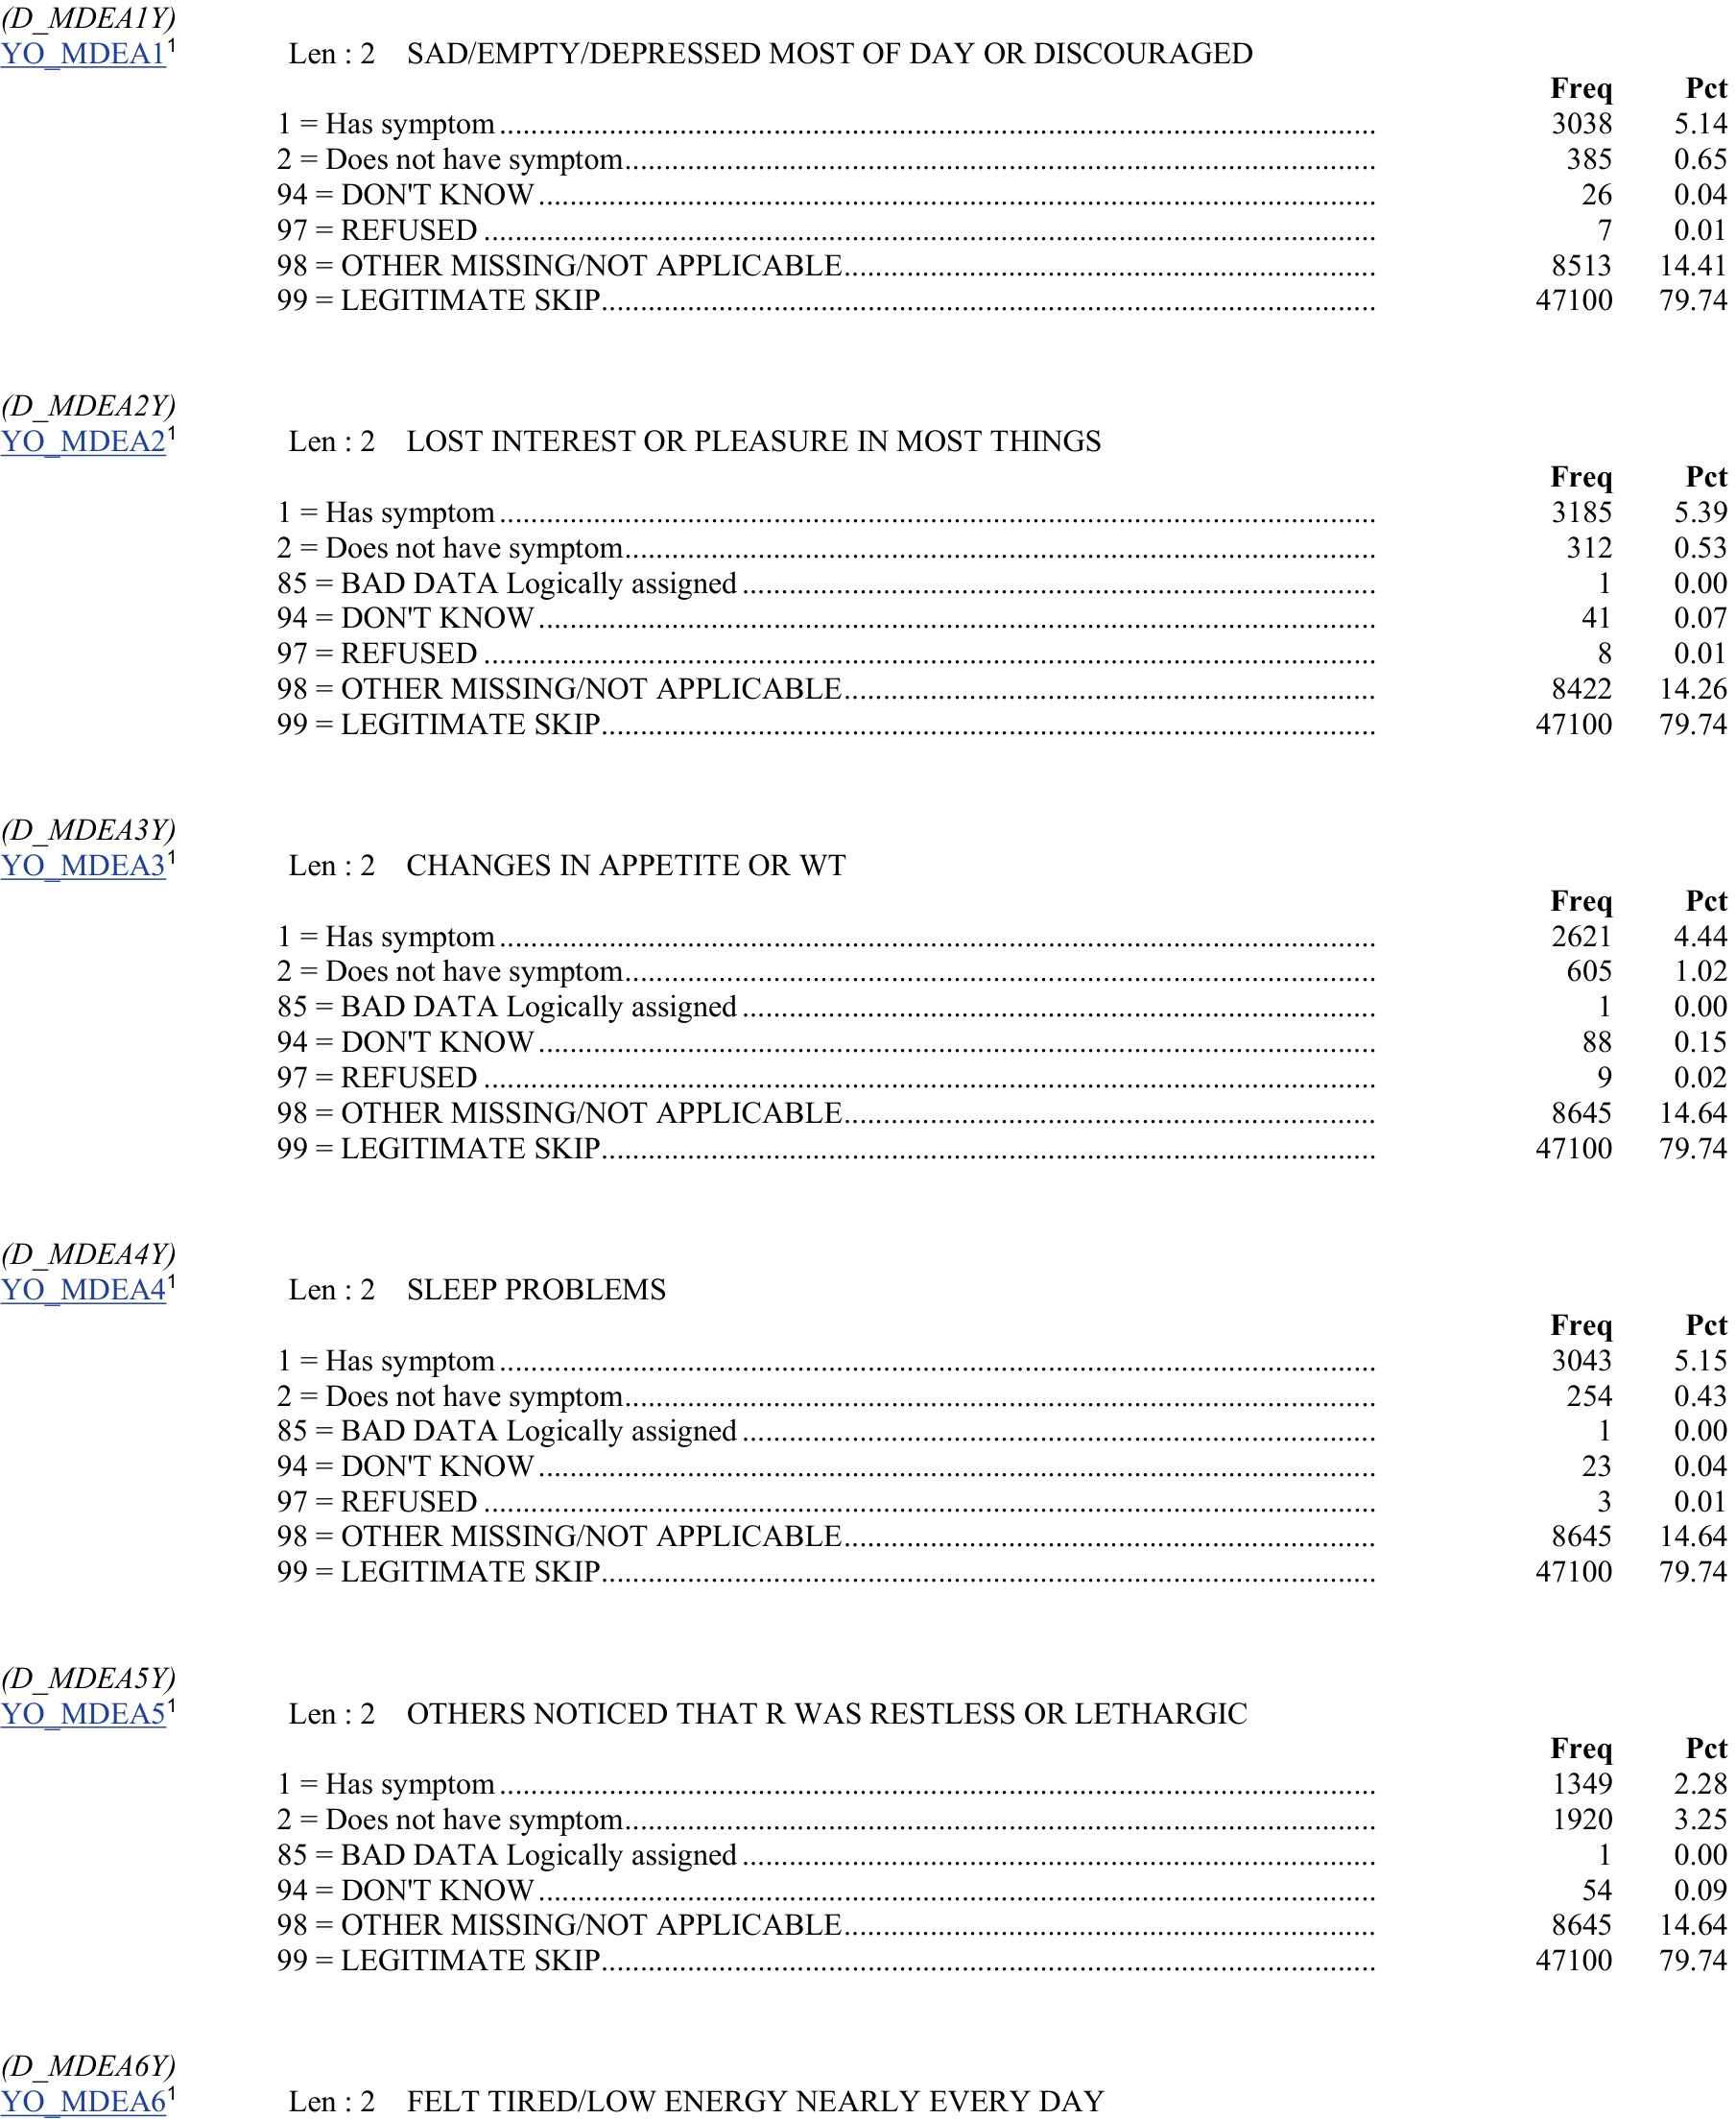 (D_MDEA1Y)
YO_MDEA1¹ Len : 2 SAD/EMPTY/DEPRESSED MOST OF DAY OR DISCOURAGED
Freq Pct
1 = Has symptom ........ 3038 5.14
2 = Does not have symptom ........ 385 0.65
94 = DON'T KNOW ........ 26 0.04
97 = REFUSED ........ 7 0.01
98 = OTHER MISSING/NOT APPLICABLE ........ 8513 14.41
99 = LEGITIMATE SKIP ........ 47100 79.74
(D_MDEA2Y)
YO_MDEA2¹ Len : 2 LOST INTEREST OR PLEASURE IN MOST THINGS
Freq Pct
1 = Has symptom ........ 3185 5.39
2 = Does not have symptom ........ 312 0.53
85 = BAD DATA Logically assigned ........ 1 0.00
94 = DON'T KNOW ........ 41 0.07
97 = REFUSED ........ 8 0.01
98 = OTHER MISSING/NOT APPLICABLE ........ 8422 14.26
99 = LEGITIMATE SKIP ........ 47100 79.74
(D_MDEA3Y)
YO_MDEA3¹ Len : 2 CHANGES IN APPETITE OR WT
Freq Pct
1 = Has symptom ........ 2621 4.44
2 = Does not have symptom ........ 605 1.02
85 = BAD DATA Logically assigned ........ 1 0.00
94 = DON'T KNOW ........ 88 0.15
97 = REFUSED ........ 9 0.02
98 = OTHER MISSING/NOT APPLICABLE ........ 8645 14.64
99 = LEGITIMATE SKIP ........ 47100 79.74
(D_MDEA4Y)
YO_MDEA4¹ Len : 2 SLEEP PROBLEMS
Freq Pct
1 = Has symptom ........ 3043 5.15
2 = Does not have symptom ........ 254 0.43
85 = BAD DATA Logically assigned ........ 1 0.00
94 = DON'T KNOW ........ 23 0.04
97 = REFUSED ........ 3 0.01
98 = OTHER MISSING/NOT APPLICABLE ........ 8645 14.64
99 = LEGITIMATE SKIP ........ 47100 79.74
(D_MDEA5Y)
YO_MDEA5¹ Len : 2 OTHERS NOTICED THAT R WAS RESTLESS OR LETHARGIC
Freq Pct
1 = Has symptom ........ 1349 2.28
2 = Does not have symptom ........ 1920 3.25
85 = BAD DATA Logically assigned ........ 1 0.00
94 = DON'T KNOW ........ 54 0.09
98 = OTHER MISSING/NOT APPLICABLE ........ 8645 14.64
99 = LEGITIMATE SKIP ........ 47100 79.74
(D_MDEA6Y)
YO_MDEA6¹ Len : 2 FELT TIRED/LOW ENERGY NEARLY EVERY DAY